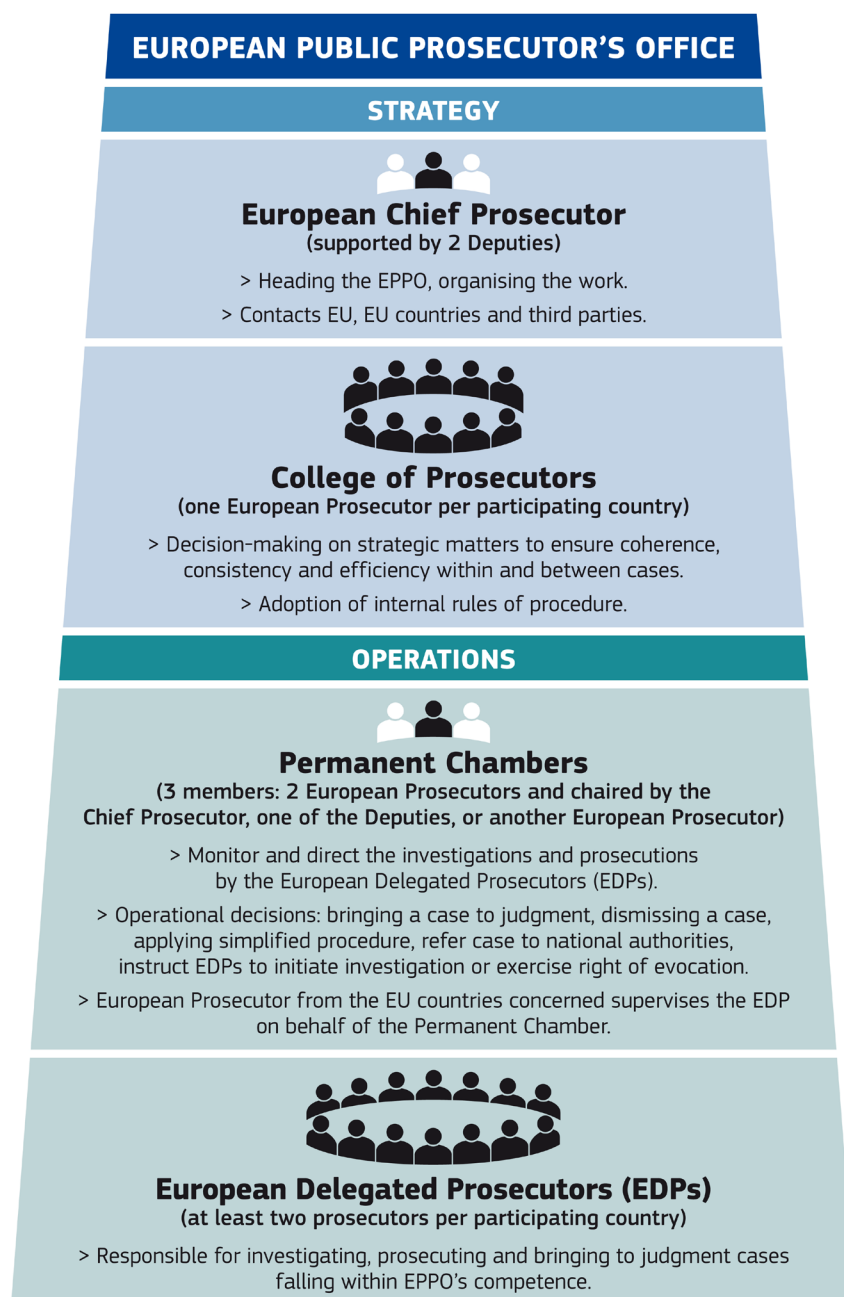 EUROPEAN PUBLIC PROSECUTOR'S OFFICE
STRATEGY
European Chief Prosecutor
(supported by 2 Deputies)
> Heading the EPPO, organising the work.
> Contacts EU, EU countries and third parties.
College of Prosecutors
(one European Prosecutor per participating country)
> Decision-making on strategic matters to ensure coherence,
consistency and efficiency within and between cases.
> Adoption of internal rules of procedure.
OPERATIONS
Permanent Chambers
(3 members: 2 European Prosecutors and chaired by the
Chief Prosecutor, one of the Deputies, or another European Prosecutor)
> Monitor and direct the investigations and prosecutions
by the European Delegated Prosecutors (EDPs).
> Operational decisions: bringing a case to judgment, dismissing a case,
applying simplified procedure, refer case to national authorities,
instruct EDPs to initiate investigation or exercise right of evocation.
> European Prosecutor from the EU countries concerned supervises the EDP
on behalf of the Permanent Chamber.
European Delegated Prosecutors (EDPs)
(at least two prosecutors per participating country)
> Responsible for investigating, prosecuting and bringing to judgment cases
falling within EPPO's competence.